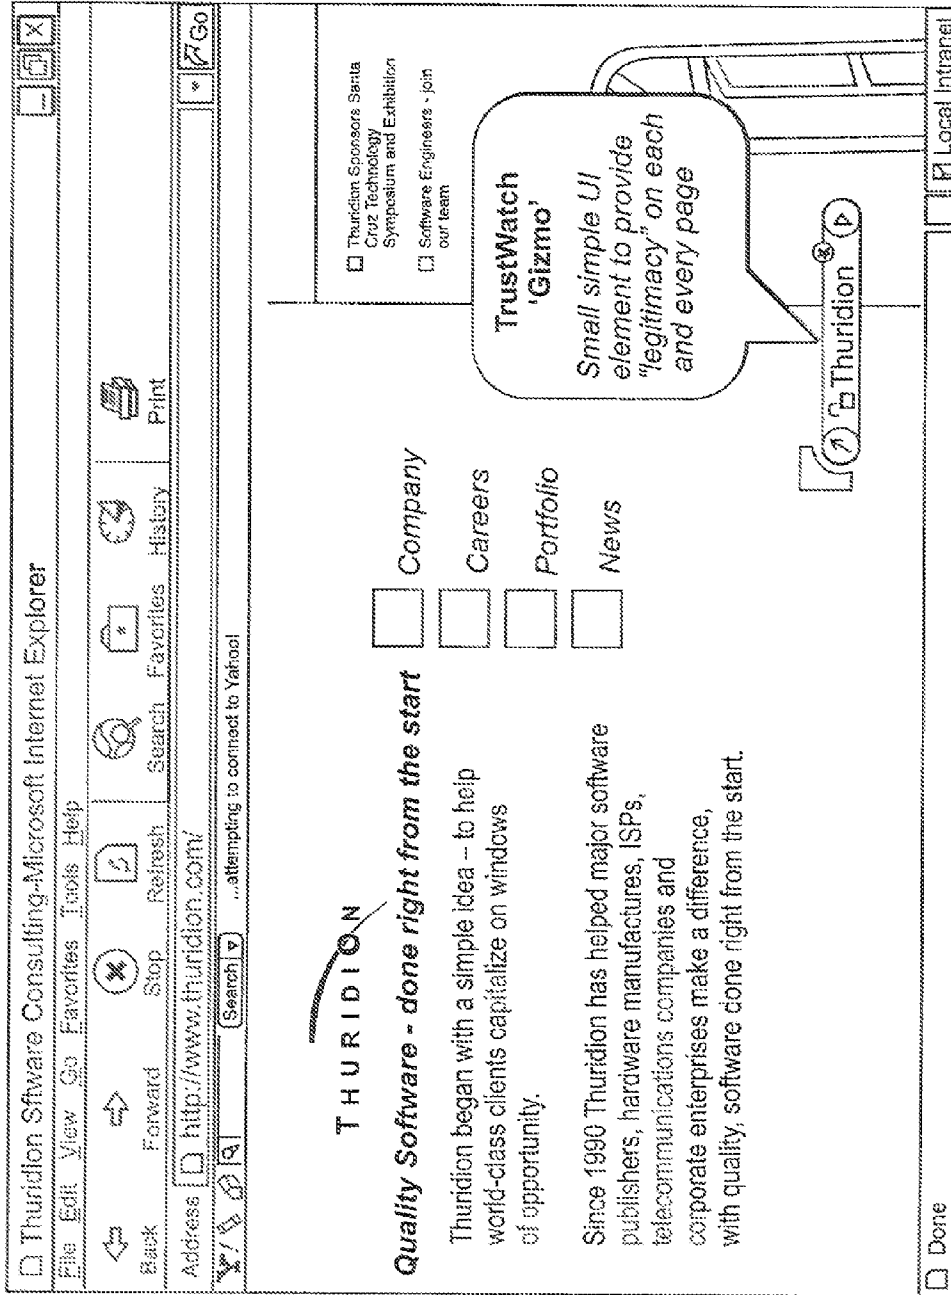 Thuridion Sftware Consulting-Microsoft Internet Explorer
File Edit View Go Favorites Tools Help
Back Forward Stop Refresh Search Favorites History Print
Address http://www.thuridion.com/ Go
Y! Search ...attempting to connect to Yahoo!
THURIDION
Quality Software - done right from the start
Thuridion began with a simple idea – to help
world-class clients capitalize on windows
of opportunity.
Since 1990 Thuridion has helped major software
publishers, hardware manufactures, ISPs,
telecommunications companies and
corporate enterprises make a difference,
with quality, software done right from the start.
Company
Careers
Portfolio
News
Thuridion Sponsors Santa
Cruz Technology
Symposium and Exhibition
Software Engineers - join
our team
TrustWatch
'Gizmo'
Small simple UI
element to provide
"legitimacy" on each
and every page
Thuridion
Done
Local Intranet